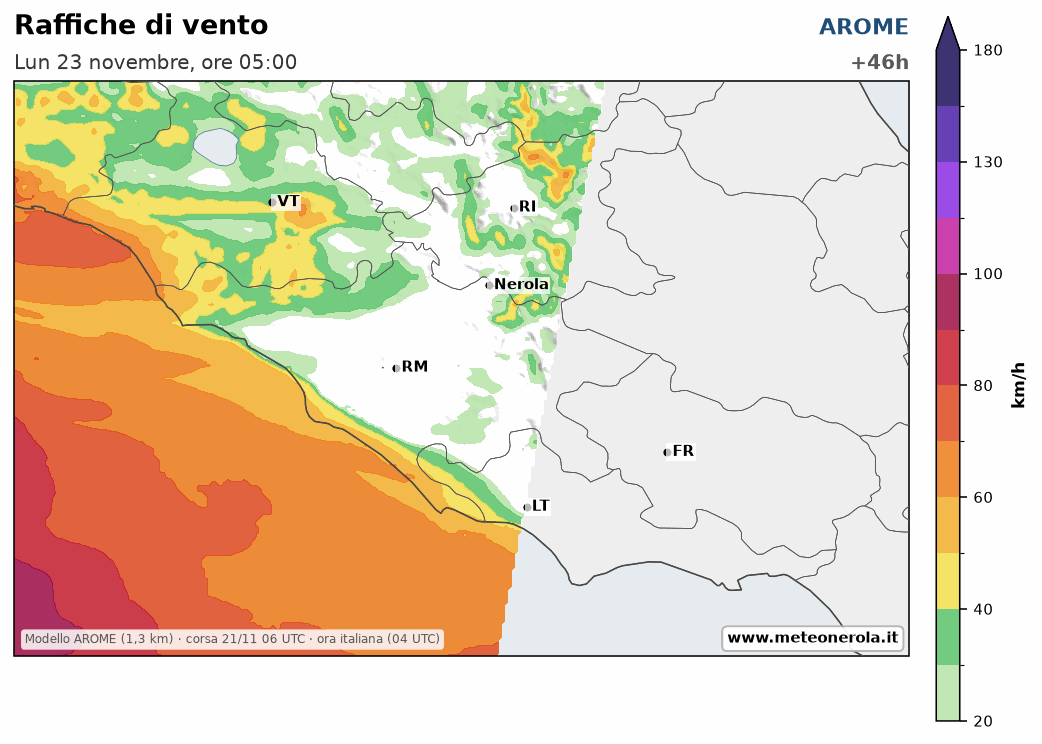 Raffiche di vento
AROME
Lun 23 novembre, ore 05:00
+46h
VT
RI
Nerola
RM
FR
LT
Modello AROME (1,3 km) · corsa 21/11 06 UTC · ora italiana (04 UTC)
www.meteonerola.it
180
130
100
80
60
40
20
km/h